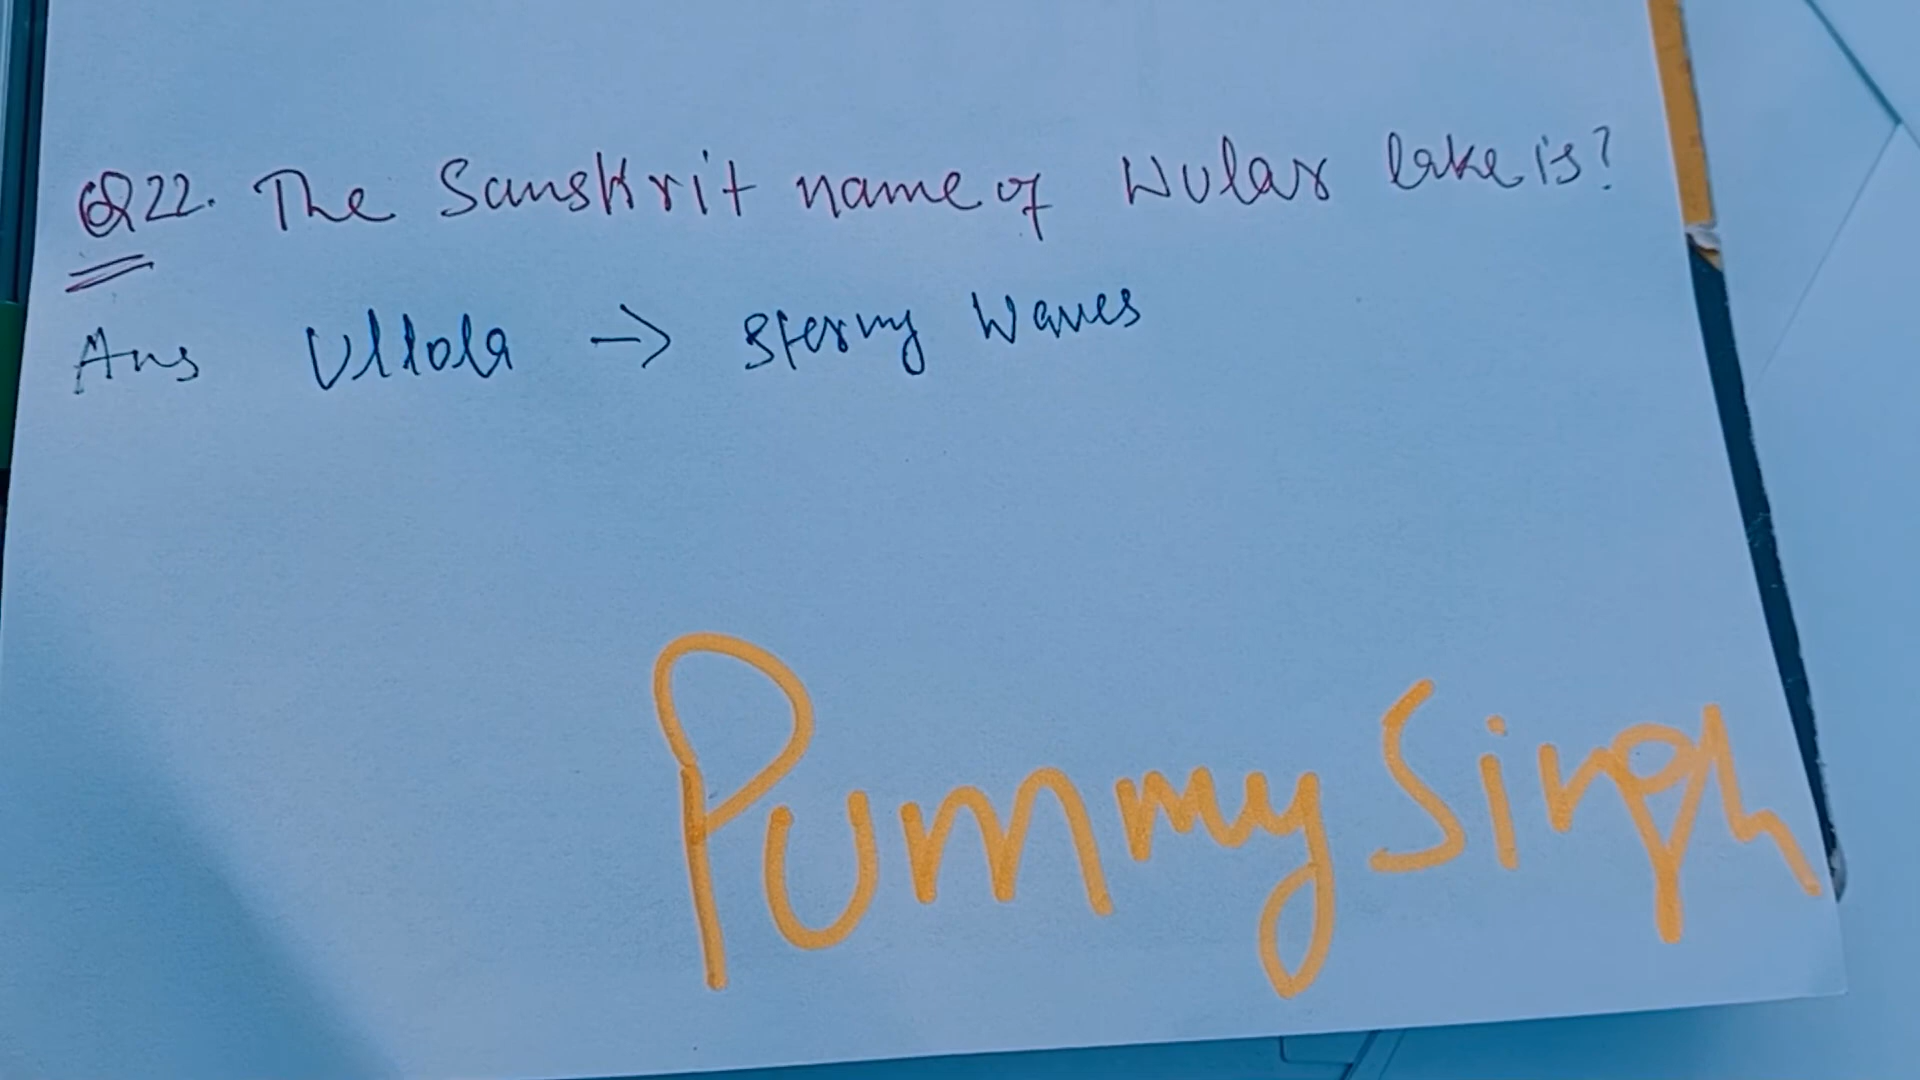 Q22. The Sanskrit name of Wular lake is?
Ans Ullola → Stormy Waves
Pummy Singh